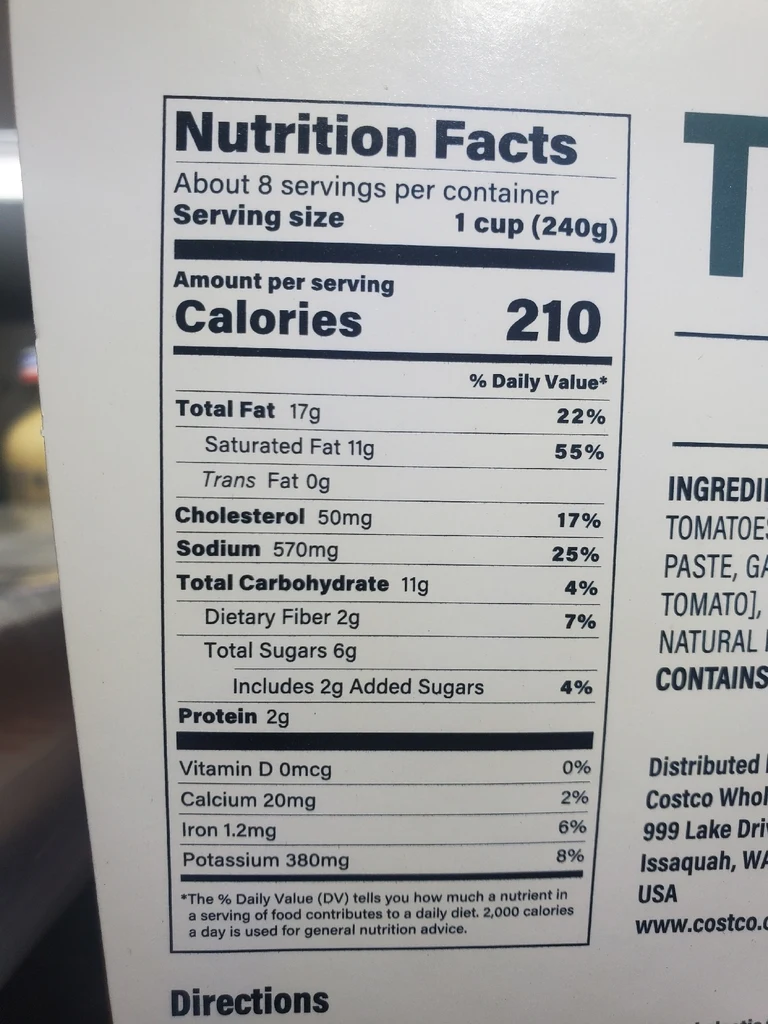 Nutrition Facts
About 8 servings per container
Serving size 1 cup (240g)
Amount per serving
Calories 210
% Daily Value*
Total Fat 17g 22%
Saturated Fat 11g 55%
Trans Fat 0g
Cholesterol 50mg 17%
Sodium 570mg 25%
Total Carbohydrate 11g 4%
Dietary Fiber 2g 7%
Total Sugars 6g
Includes 2g Added Sugars 4%
Protein 2g
Vitamin D 0mcg 0%
Calcium 20mg 2%
Iron 1.2mg 6%
Potassium 380mg 8%
*The % Daily Value (DV) tells you how much a nutrient in
a serving of food contributes to a daily diet. 2,000 calories
a day is used for general nutrition advice.
Directions
T
INGREDI
TOMATOES
PASTE, GA
TOMATO],
NATURAL
CONTAINS
Distributed
Costco Whol
999 Lake Dri
Issaquah, WA
USA
www.costco.c